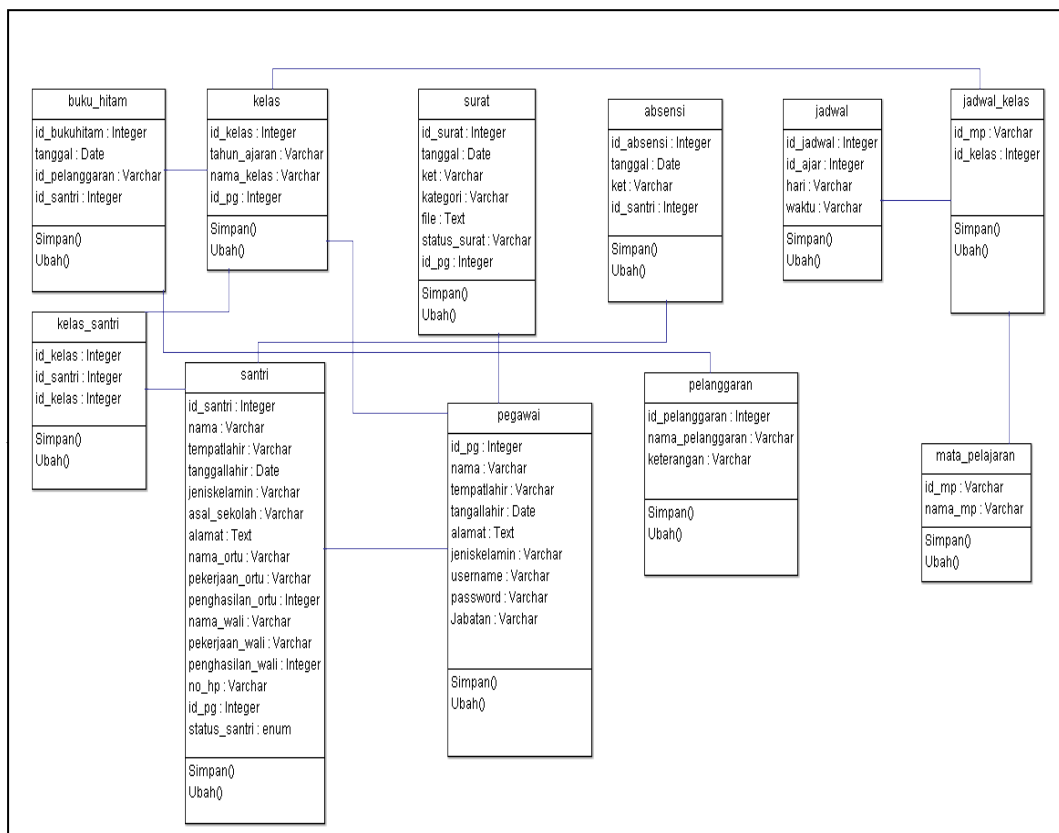 buku_hitam
id_bukuhitam : Integer
tanggal : Date
id_pelanggaran : Varchar
id_santri : Integer
Simpan()
Ubah()
kelas
id_kelas : Integer
tahun_ajaran : Varchar
nama_kelas : Varchar
id_pg : Integer
Simpan()
Ubah()
surat
id_surat : Integer
tanggal : Date
ket : Varchar
kategori : Varchar
file : Text
status_surat : Varchar
id_pg : Integer
Simpan()
Ubah()
absensi
id_absensi : Integer
tanggal : Date
ket : Varchar
id_santri : Integer
Simpan()
Ubah()
jadwal
id_jadwal : Integer
id_ajar : Integer
hari : Varchar
waktu : Varchar
Simpan()
Ubah()
jadwal_kelas
id_mp : Varchar
id_kelas : Integer
Simpan()
Ubah()
kelas_santri
id_kelas : Integer
id_santri : Integer
id_kelas : Integer
Simpan()
Ubah()
santri
id_santri : Integer
nama : Varchar
tempatlahir : Varchar
tanggallahir : Date
jeniskelamin : Varchar
asal_sekolah : Varchar
alamat : Text
nama_ortu : Varchar
pekerjaan_ortu : Varchar
penghasilan_ortu : Integer
nama_wali : Varchar
pekerjaan_wali : Varchar
penghasilan_wali : Integer
no_hp : Varchar
id_pg : Integer
status_santri : enum
Simpan()
Ubah()
pegawai
id_pg : Integer
nama : Varchar
tempatlahir : Varchar
tangallahir : Date
alamat : Text
jeniskelamin : Varchar
username : Varchar
password : Varchar
Jabatan : Varchar
Simpan()
Ubah()
pelanggaran
id_pelanggaran : Integer
nama_pelanggaran : Varchar
keterangan : Varchar
Simpan()
Ubah()
mata_pelajaran
id_mp : Varchar
nama_mp : Varchar
Simpan()
Ubah()